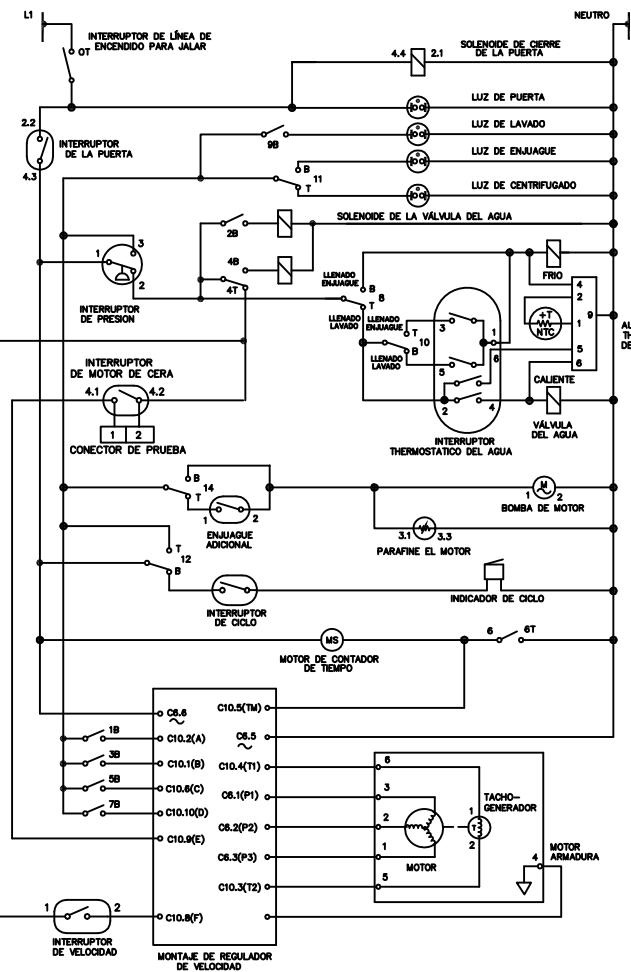 L1
NEUTRO
INTERRUPTOR DE LÍNEA DE
ENCENDIDO PARA JALAR
OT
SOLENOIDE DE CIERRE
DE LA PUERTA
4.4
2.1
2.2
INTERRUPTOR
DE LA PUERTA
4.3
LUZ DE PUERTA
LUZ DE LAVADO
9B
LUZ DE ENJUAGUE
B
11
T
LUZ DE CENTRIFUGADO
SOLENOIDE DE LA VÁLVULA DEL AGUA
2B
3
1
2
4B
4T
INTERRUPTOR
DE PRESION
LLENADO
ENJUAGUE
B
8
T
LLENADO
LAVADO
LLENADO
ENJUAGUE
T
10
B
LLENADO
LAVADO
3
1
5
6
2
4
INTERRUPTOR
THERMOSTATICO DEL AGUA
FRIO
4
2
+T
NTC
1
9
5
6
AU
TH
DE
CALIENTE
VÁLVULA
DEL AGUA
INTERRUPTOR
DE MOTOR DE CERA
4.1
4.2
1
2
CONECTOR DE PRUEBA
B
14
T
1
2
ENJUAGUE
ADICIONAL
M
1
2
BOMBA DE MOTOR
3.1
3.3
PARAFINE EL MOTOR
T
12
B
INTERRUPTOR
DE CICLO
INDICADOR DE CICLO
MS
MOTOR DE CONTADOR
DE TIEMPO
6
6T
C6.6
C10.5(TM)
1B
C10.2(A)
C6.5
3B
C10.1(B)
C10.4(T1)
6
5B
C10.6(C)
C6.1(P1)
3
7B
C10.10(D)
C6.2(P2)
2
C10.9(E)
C6.3(P3)
1
C10.3(T2)
5
MOTOR
TACHO-
GENERADOR
1
T
2
MOTOR
ARMADURA
4
1
2
C10.8(F)
INTERRUPTOR
DE VELOCIDAD
MONTAJE DE REGULADOR
DE VELOCIDAD